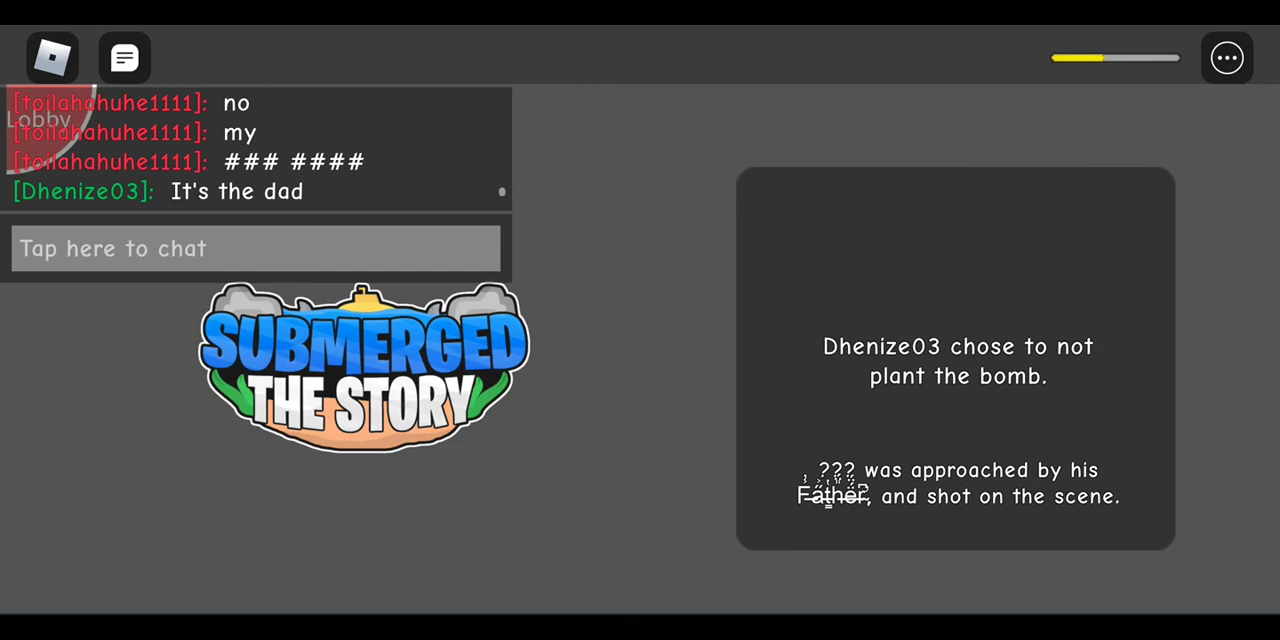 [toilahahuhe1111]: no
Lobby
[toilahahuhe1111]: my
[toilahahuhe1111]: ### ####
[Dhenize03]: It's the dad
Tap here to chat
SUBMERGED
THE STORY
Dhenize03 chose to not
plant the bomb.
??? was approached by his
Father, and shot on the scene.